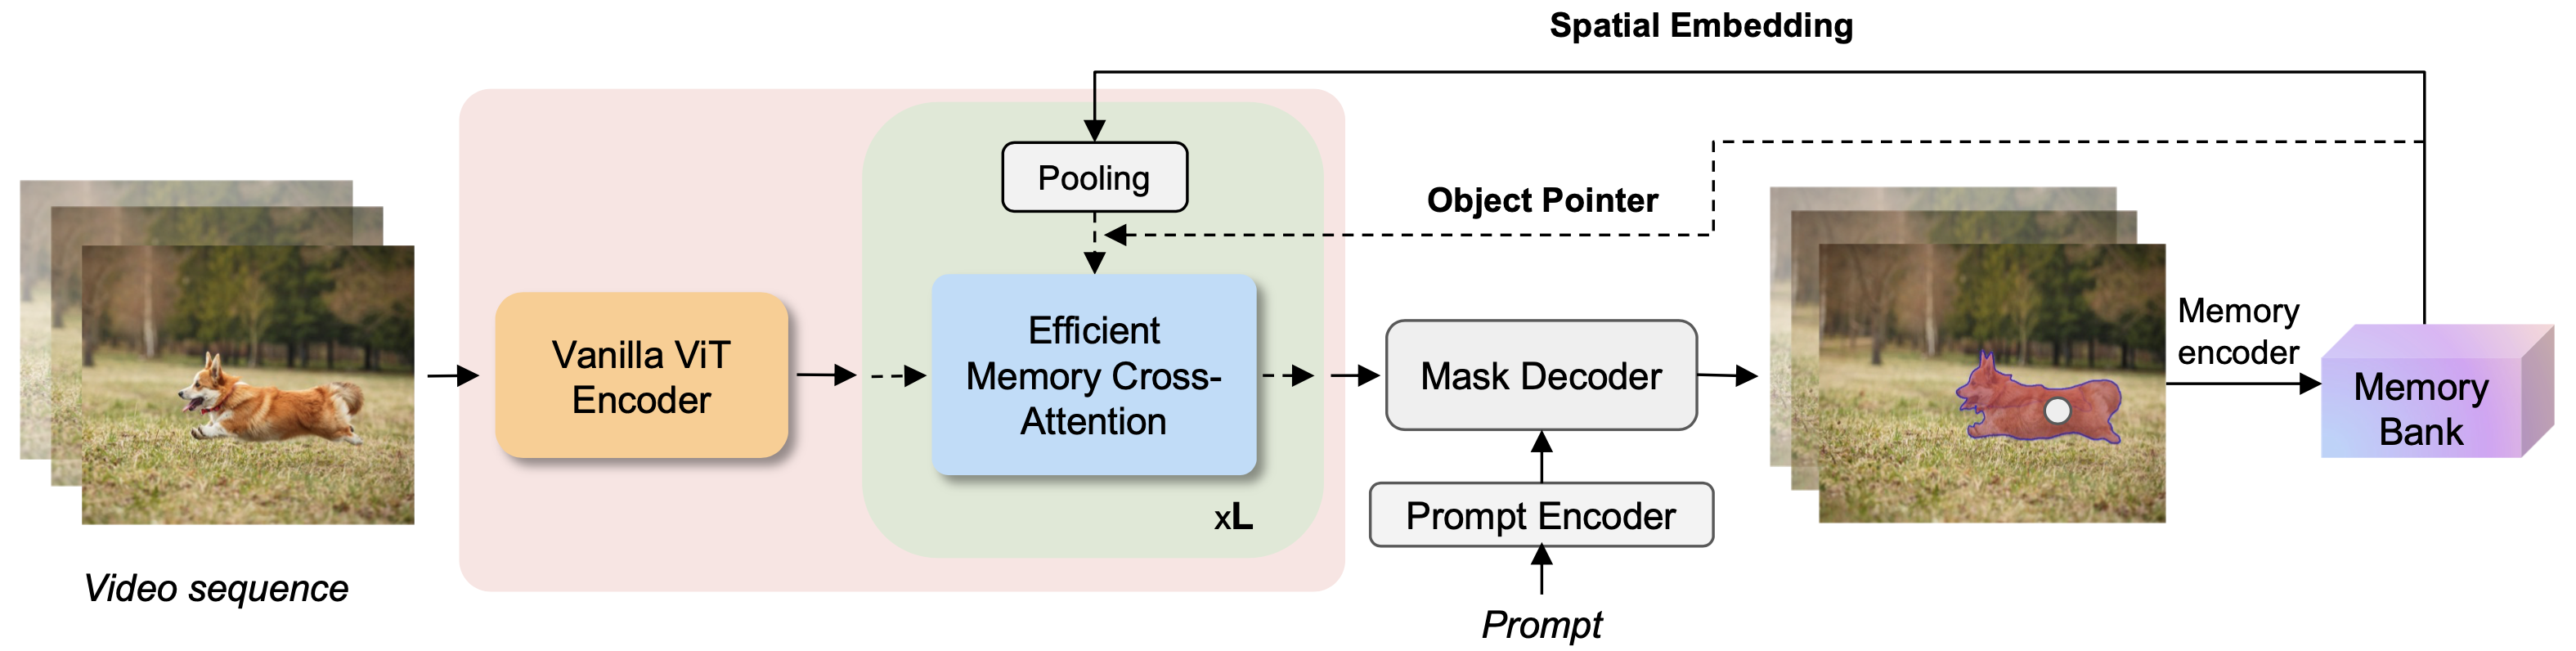 Spatial Embedding
Pooling
Object Pointer
Vanilla ViT
Encoder
Efficient
Memory Cross-
Attention
xL
Mask Decoder
Prompt Encoder
Prompt
Memory
encoder
Memory
Bank
Video sequence